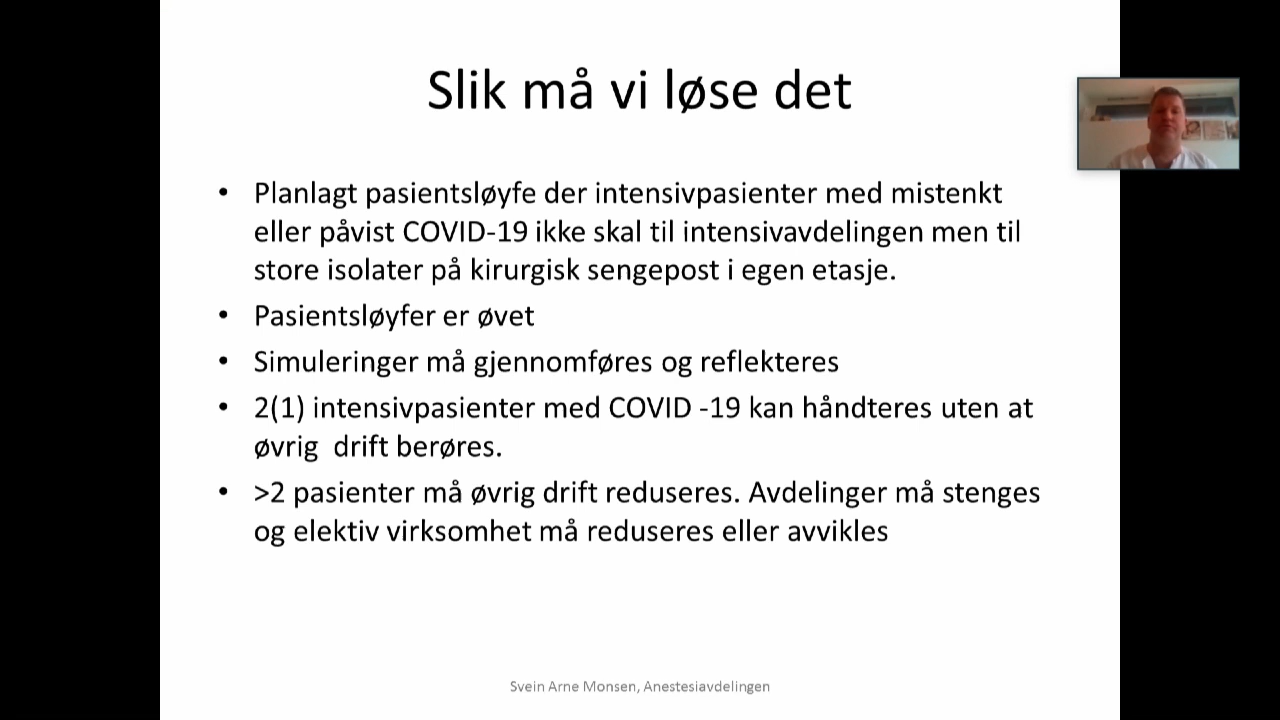 Slik må vi løse det
• Planlagt pasientsløyfe der intensivpasienter med mistenkt
eller påvist COVID-19 ikke skal til intensivavdelingen men til
store isolater på kirurgisk sengepost i egen etasje.
• Pasientsløyfer er øvet
• Simuleringer må gjennomføres og reflekteres
• 2(1) intensivpasienter med COVID -19 kan håndteres uten at
øvrig  drift berøres.
• >2 pasienter må øvrig drift reduseres. Avdelinger må stenges
og elektiv virksomhet må reduseres eller avvikles
Svein Arne Monsen, Anestesiavdelingen